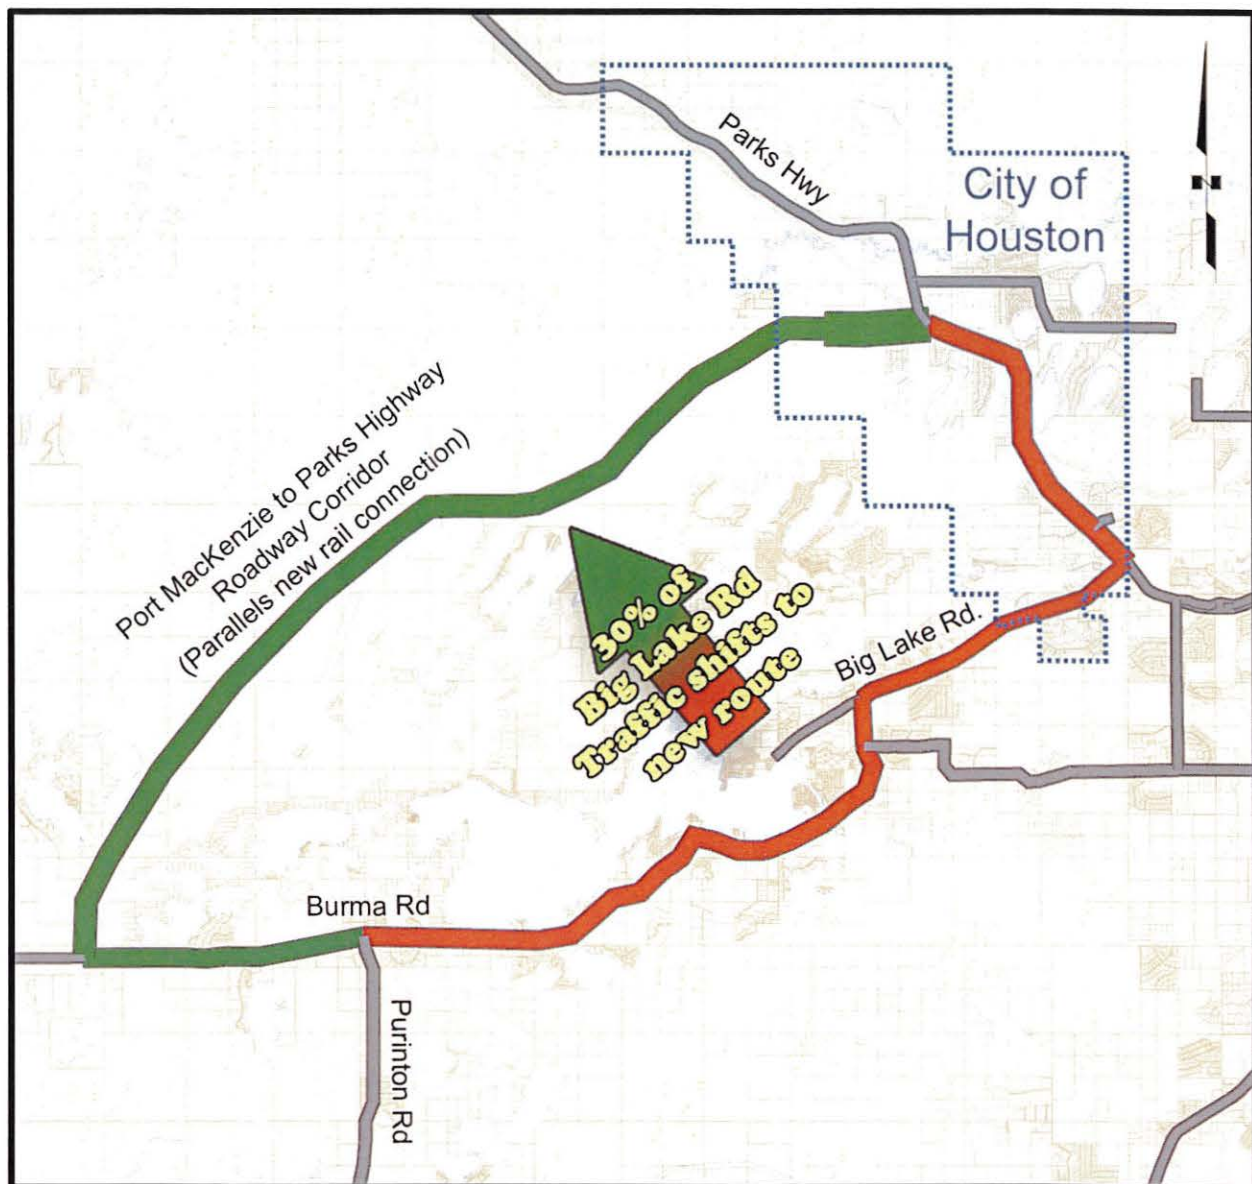 Parks Hwy
City of
Houston
Port MacKenzie to Parks Highway
Roadway Corridor
(Parallels new rail connection)
30% of
Big Lake Rd
Traffic shifts to
new route
Big Lake Rd.
Burma Rd
Purinton Rd